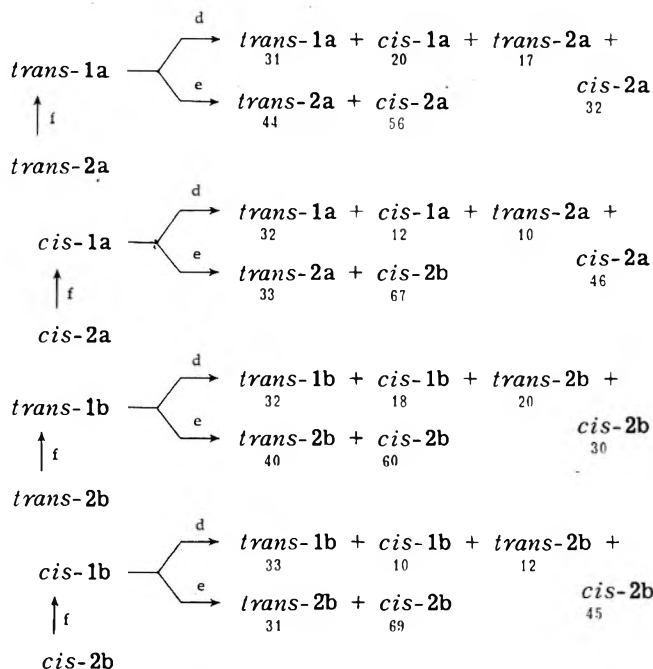 d
trans-1a + cis-1a + trans-2a +
31 20 17
trans-1a
cis-2a
32
e
trans-2a + cis-2a
44 56
f
trans-2a
d
trans-1a + cis-1a + trans-2a +
32 12 10
cis-1a
cis-2a
46
e
trans-2a + cis-2b
33 67
f
cis-2a
d
trans-1b + cis-1b + trans-2b +
32 18 20
trans-1b
cis-2b
30
e
trans-2b + cis-2b
40 60
f
trans-2b
d
trans-1b + cis-1b + trans-2b +
33 10 12
cis-1b
cis-2b
45
e
trans-2b + cis-2b
31 69
f
cis-2b